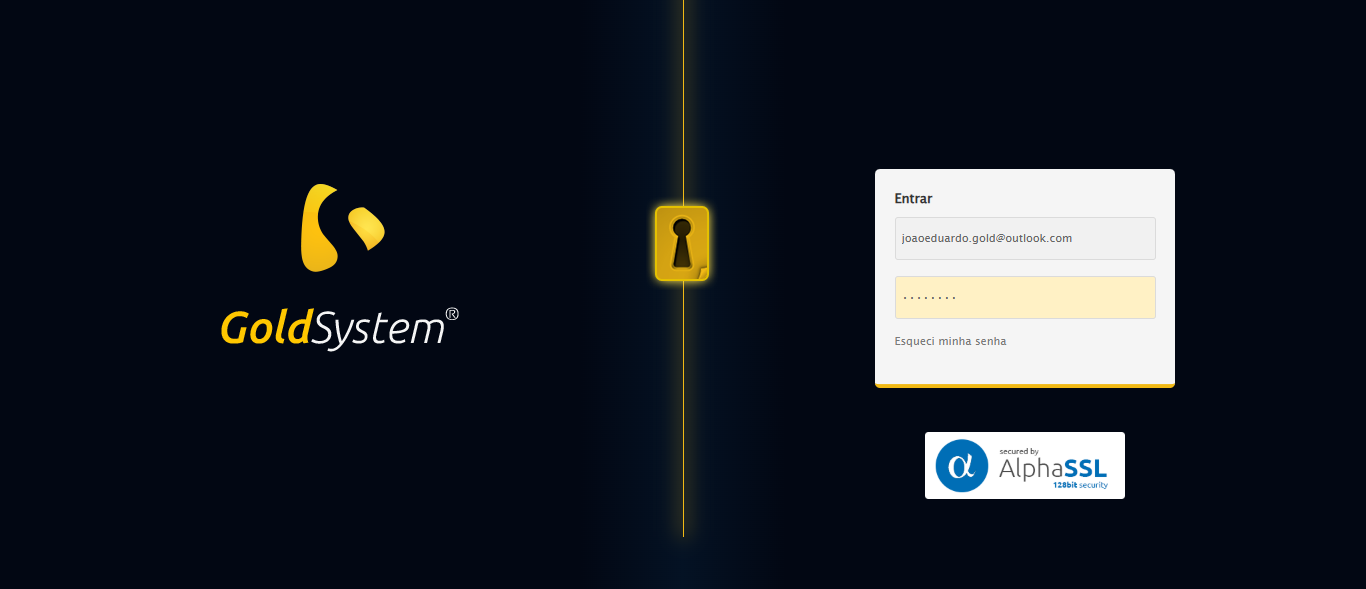 GoldSystem®
Entrar
joaoeduardo.gold@outlook.com
........
Esqueci minha senha
α
secured by
AlphaSSL
128bit security